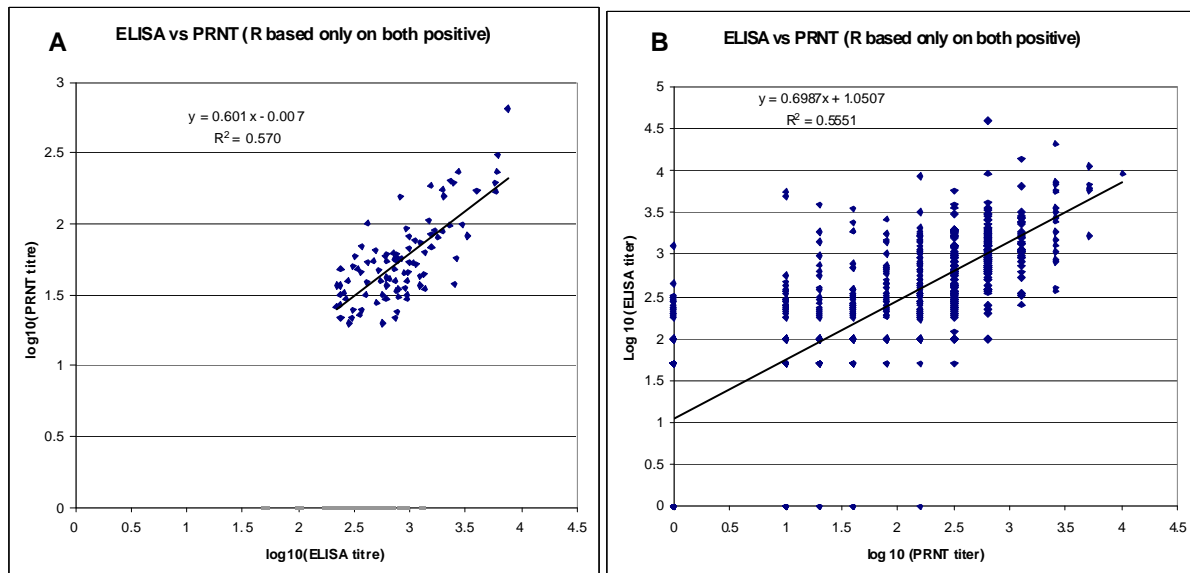 A
ELISA vs PRNT (R based only on both positive)
y = 0.601x - 0.007
R² = 0.570
log10(PRNT titre)
3
2.5
2
1.5
1
0.5
0
0 0.5 1 1.5 2 2.5 3 3.5 4 4.5
log10(ELISA titre)
B
ELISA vs PRNT (R based only on both positive)
y = 0.6987x + 1.0507
R² = 0.5551
Log 10 (ELISA titer)
5
4.5
4
3.5
3
2.5
2
1.5
1
0.5
0
0 0.5 1 1.5 2 2.5 3 3.5 4 4.5
log 10 (PRNT titer)